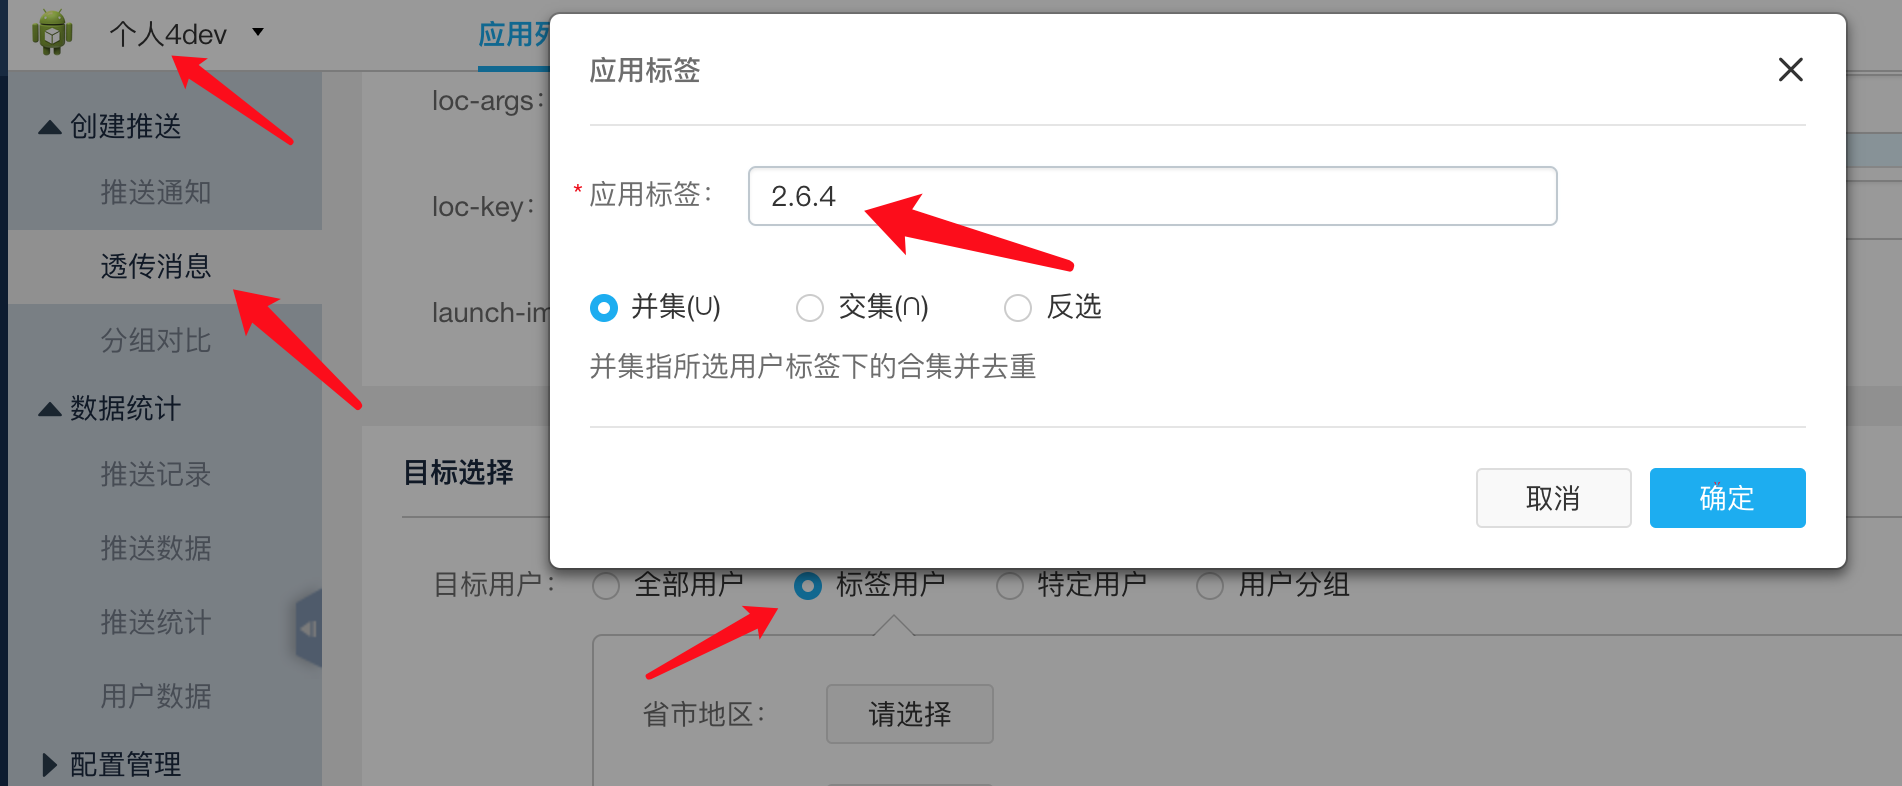 个人4dev
应用列
创建推送
推送通知
透传消息
分组对比
数据统计
推送记录
推送数据
推送统计
用户数据
配置管理
loc-args:
loc-key:
launch-im
应用标签
*应用标签:
2.6.4
并集(U) 交集(∩) 反选
并集指所选用户标签下的合集并去重
取消 确定
目标选择
目标用户: 全部用户 标签用户 特定用户 用户分组
省市地区: 请选择